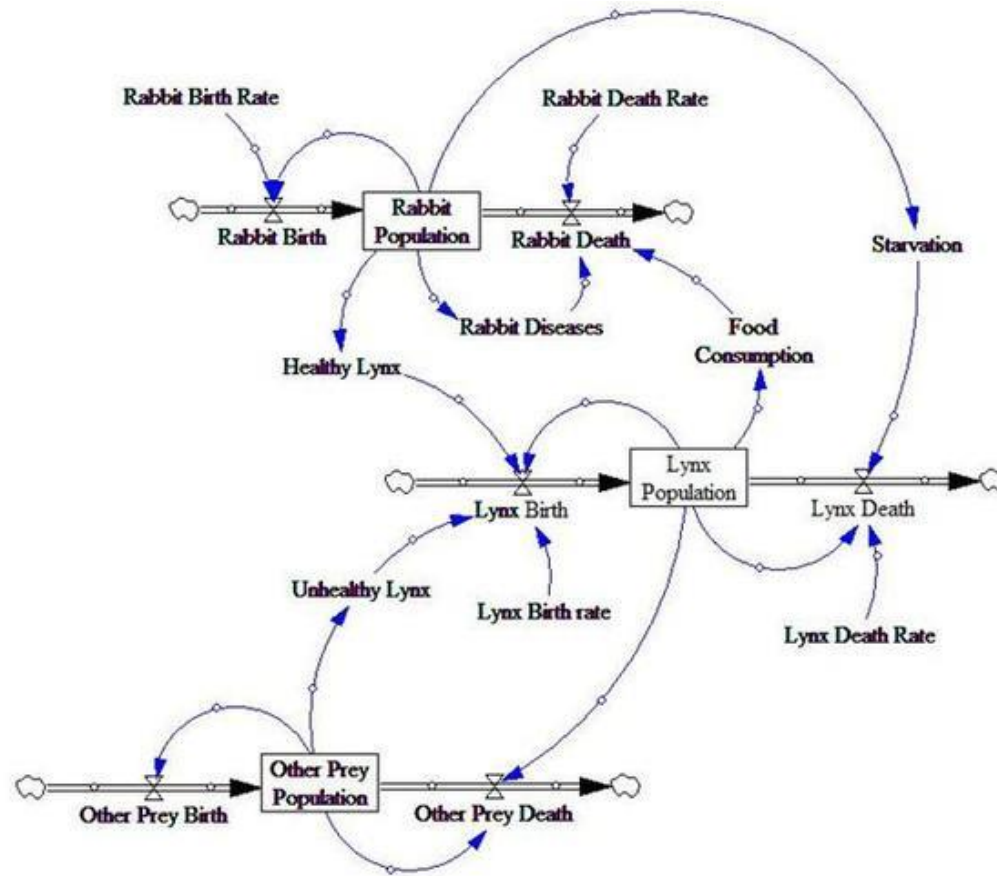 Rabbit Birth Rate
Rabbit Death Rate
Rabbit
Population
Rabbit Birth
Rabbit Death
Starvation
Rabbit Diseases
Food
Consumption
Healthy Lynx
Lynx
Population
Lynx Birth
Lynx Death
Unhealthy Lynx
Lynx Birth rate
Lynx Death Rate
Other Prey
Population
Other Prey Birth
Other Prey Death